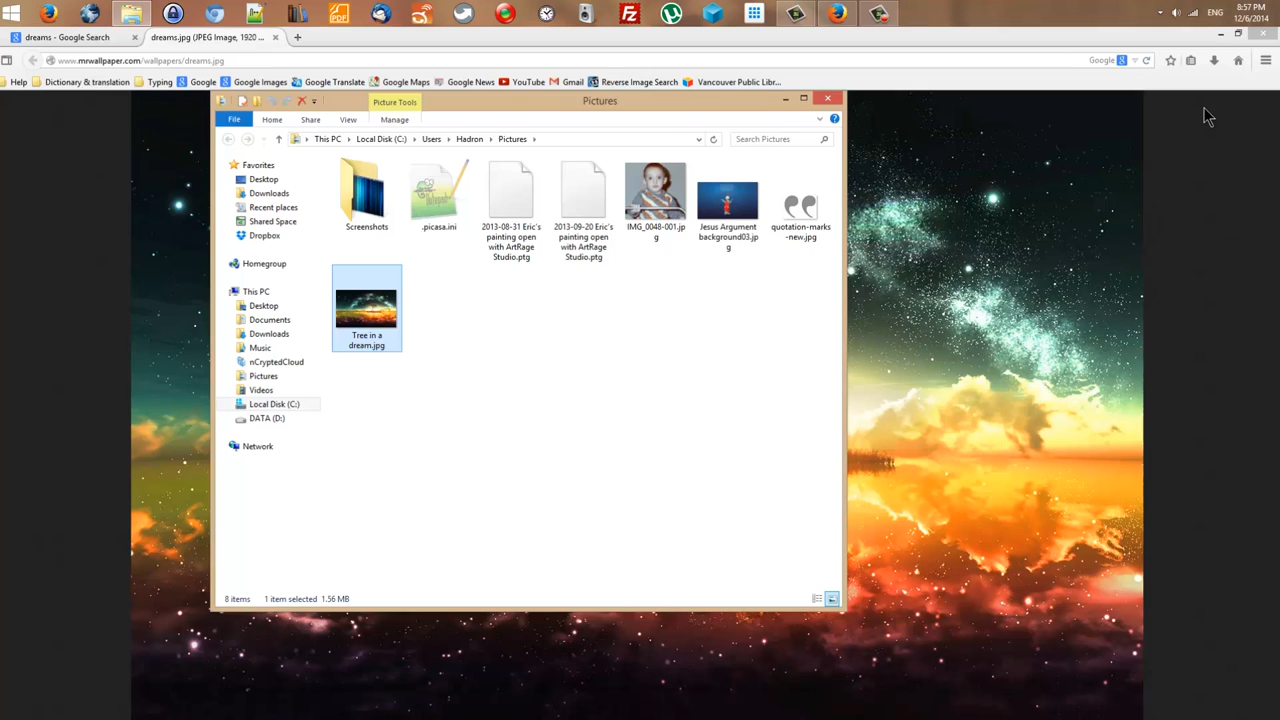 8:57 PM
ENG
12/6/2014
dreams - Google Search
dreams.jpg (JPEG Image, 1920 ...
www.mrwallpaper.com/wallpapers/dreams.jpg
Google
Help
Dictionary & translation
Typing
Google
Google Images
Google Translate
Google Maps
Google News
YouTube
Gmail
Reverse Image Search
Vancouver Public Libr...
Picture Tools
Pictures
File
Home
Share
View
Manage
This PC
Local Disk (C:)
Users
Hadron
Pictures
Search Pictures
Favorites
Desktop
Downloads
Recent places
Shared Space
Dropbox
Homegroup
This PC
Desktop
Documents
Downloads
Music
nCryptedCloud
Pictures
Videos
Local Disk (C:)
DATA (D:)
Network
Screenshots
.picasa.ini
2013-08-31 Eric's
painting open
with ArtRage
Studio.ptg
2013-09-20 Eric's
painting open
with ArtRage
Studio.ptg
IMG_0048-001.jp
g
Jesus Argument
background03.jp
g
quotation-marks
-new.jpg
Tree in a
dream.jpg
8 items
1 item selected
1.56 MB